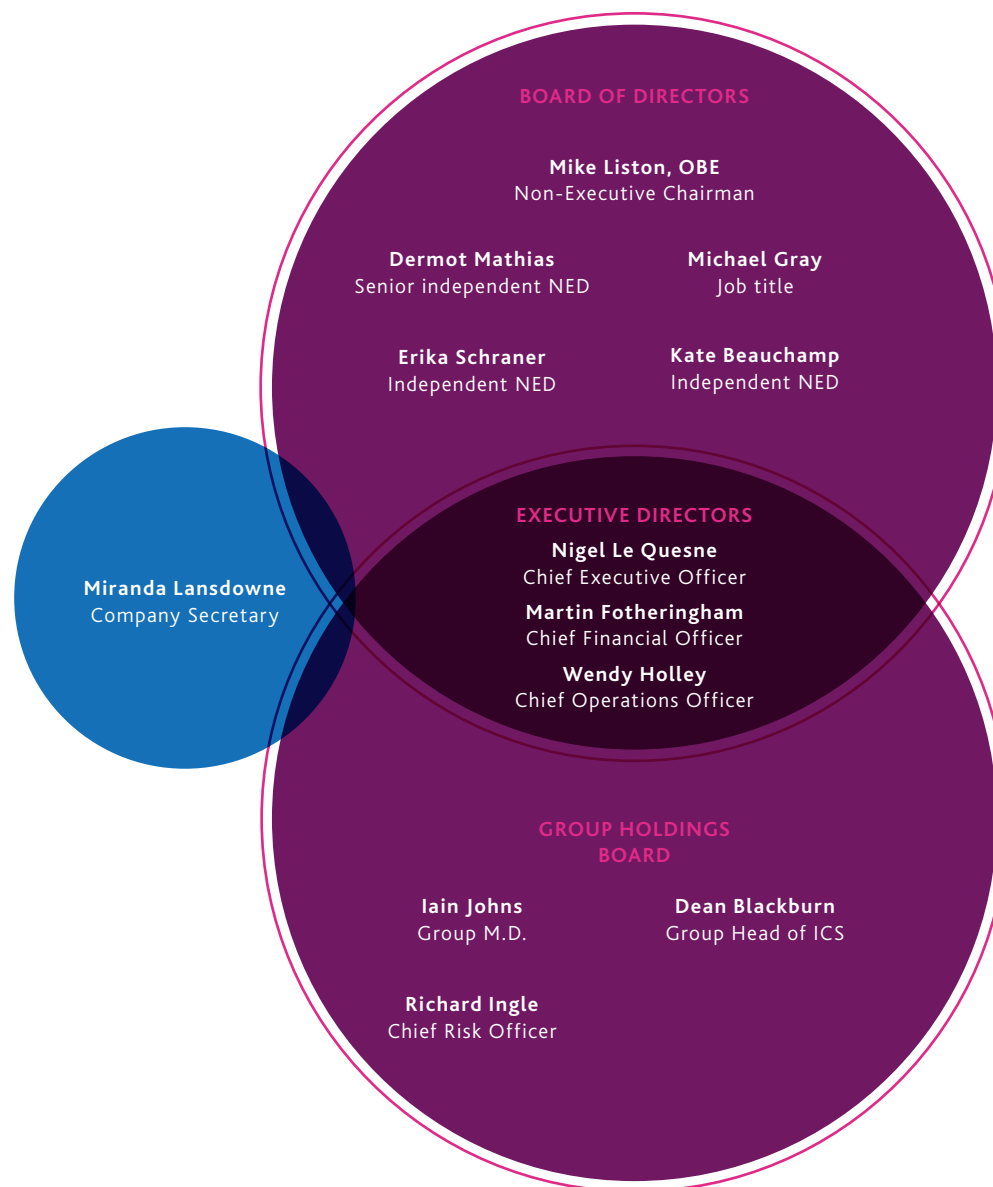 BOARD OF DIRECTORS
Mike Liston, OBE
Non-Executive Chairman
Dermot Mathias
Senior independent NED
Michael Gray
Job title
Erika Schraner
Independent NED
Kate Beauchamp
Independent NED
Miranda Lansdowne
Company Secretary
EXECUTIVE DIRECTORS
Nigel Le Quesne
Chief Executive Officer
Martin Fotheringham
Chief Financial Officer
Wendy Holley
Chief Operations Officer
GROUP HOLDINGS
BOARD
Iain Johns
Group M.D.
Dean Blackburn
Group Head of ICS
Richard Ingle
Chief Risk Officer